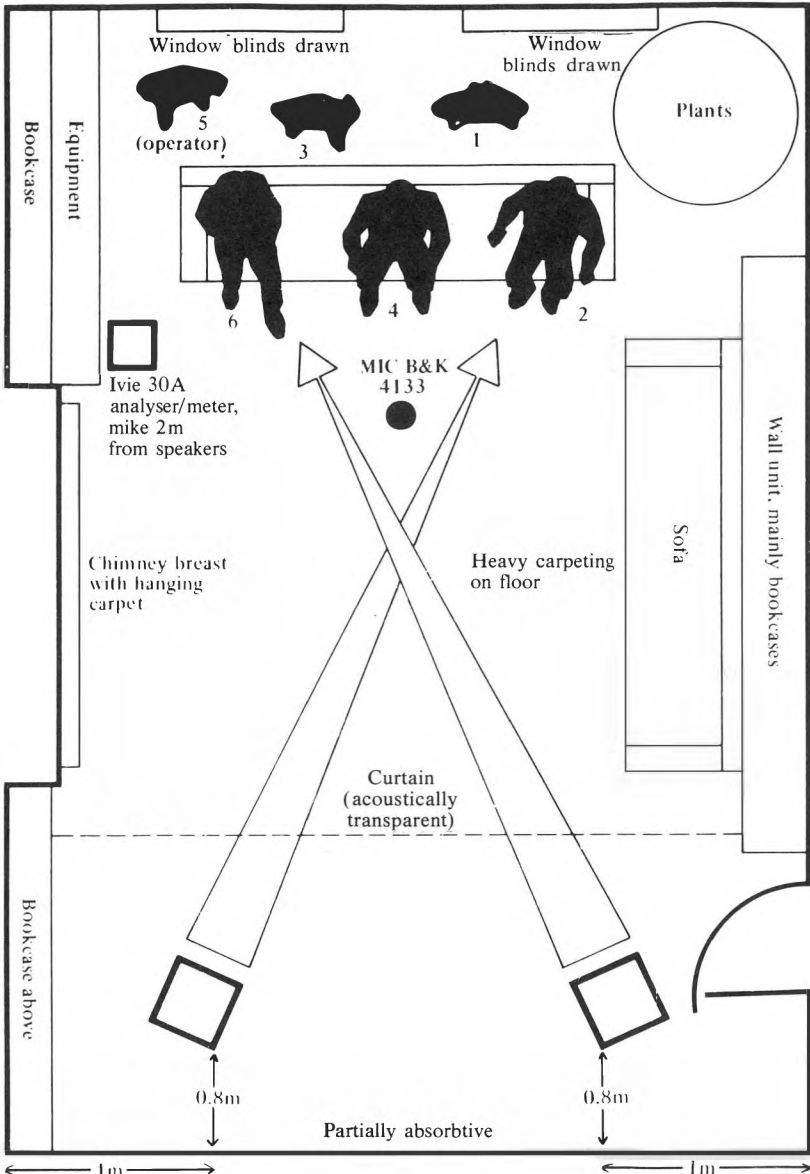 Window blinds drawn
Window
blinds drawn
Bookcase
Equipment
5
(operator)
3
1
Plants
6
4
2
MIC B&K
4133
Ivie 30A
analyser/meter,
mike 2m
from speakers
Chimney breast
with hanging
carpet
Heavy carpeting
on floor
Sofa
Wall unit, mainly bookcases
Curtain
(acoustically
transparent)
Bookcase above
0.8m
0.8m
Partially absorbtive
1m
1m